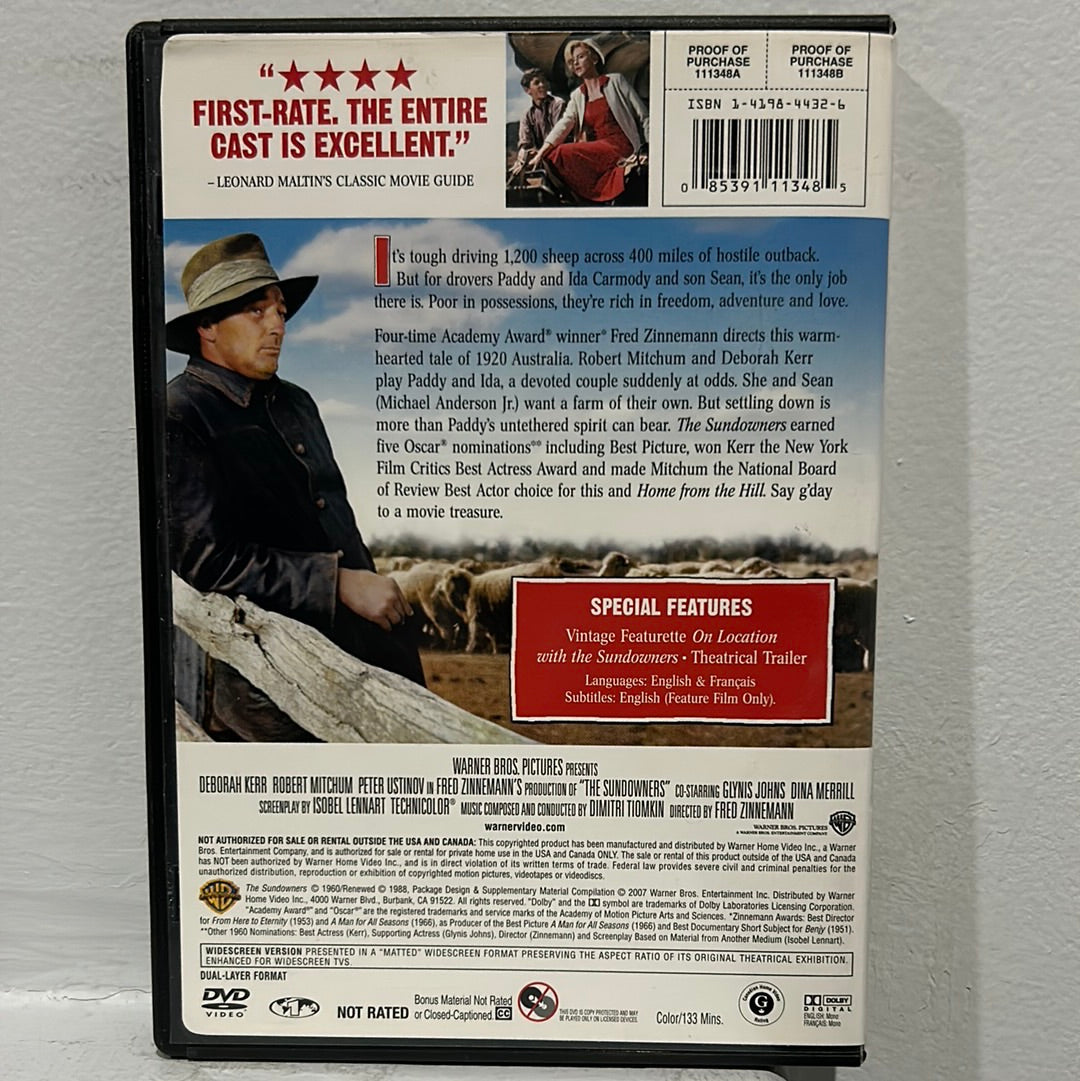 “★★★★
FIRST-RATE. THE ENTIRE
CAST IS EXCELLENT.”
– LEONARD MALTIN'S CLASSIC MOVIE GUIDE
PROOF OF PURCHASE 111348A
PROOF OF PURCHASE 111348B
ISBN 1-4198-4432-6
0 85391 11348 5
It's tough driving 1,200 sheep across 400 miles of hostile outback.
But for drovers Paddy and Ida Carmody and son Sean, it's the only job
there is. Poor in possessions, they're rich in freedom, adventure and love.
Four-time Academy Award® winner* Fred Zinnemann directs this warm-
hearted tale of 1920 Australia. Robert Mitchum and Deborah Kerr
play Paddy and Ida, a devoted couple suddenly at odds. She and Sean
(Michael Anderson Jr.) want a farm of their own. But settling down is
more than Paddy's untethered spirit can bear. The Sundowners earned
five Oscar® nominations** including Best Picture, won Kerr the New York
Film Critics Best Actress Award and made Mitchum the National Board
of Review Best Actor choice for this and Home from the Hill. Say g'day
to a movie treasure.
SPECIAL FEATURES
Vintage Featurette On Location
with the Sundowners • Theatrical Trailer
Languages: English & Français
Subtitles: English (Feature Film Only).
WARNER BROS. PICTURES PRESENTS
DEBORAH KERR ROBERT MITCHUM PETER USTINOV IN FRED ZINNEMANN'S PRODUCTION OF "THE SUNDOWNERS" CO-STARRING GLYNIS JOHNS DINA MERRILL
SCREENPLAY BY ISOBEL LENNART TECHNICOLOR® MUSIC COMPOSED AND CONDUCTED BY DIMITRI TIOMKIN DIRECTED BY FRED ZINNEMANN
warnervideo.com
WARNER BROS. PICTURES
A WARNER BROS. ENTERTAINMENT COMPANY
NOT AUTHORIZED FOR SALE OR RENTAL OUTSIDE THE USA AND CANADA: This copyrighted product has been manufactured and distributed by Warner Home Video Inc., a Warner
Bros. Entertainment Company, and is authorized for sale or rental for private home use in the USA and Canada ONLY. The sale or rental of this product outside of the USA and Canada
has NOT been authorized by Warner Home Video Inc., and is in direct violation of its written terms of trade. Federal law provides severe civil and criminal penalties for the
unauthorized distribution, reproduction or exhibition of copyrighted motion pictures, videotapes or videodiscs.
The Sundowners © 1960/Renewed © 1988, Package Design & Supplementary Material Compilation © 2007 Warner Bros. Entertainment Inc. Distributed by Warner
Home Video Inc., 4000 Warner Blvd., Burbank, CA 91522. All rights reserved. "Dolby" and the DD symbol are trademarks of Dolby Laboratories Licensing Corporation.
"Academy Award®" and "Oscar®" are the registered trademarks and service marks of the Academy of Motion Picture Arts and Sciences. *Zinnemann Awards: Best Director
for From Here to Eternity (1953) and A Man for All Seasons (1966), as Producer of the Best Picture A Man for All Seasons (1966) and Best Documentary Short Subject for Benjy (1951).
**Other 1960 Nominations: Best Actress (Kerr), Supporting Actress (Glynis Johns), Director (Zinnemann) and Screenplay Based on Material from Another Medium (Isobel Lennart).
WIDESCREEN VERSION PRESENTED IN A "MATTED" WIDESCREEN FORMAT PRESERVING THE ASPECT RATIO OF ITS ORIGINAL THEATRICAL EXHIBITION.
ENHANCED FOR WIDESCREEN TVS.
DUAL-LAYER FORMAT
DVD
VIDEO
1
NOT RATED
Bonus Material Not Rated
or Closed-Captioned. CC
THIS DVD IS COPY PROTECTED AND MAY
BE PLAYED ONLY ON LICENSED DEVICES.
Color/133 Mins.
Canadian Home Video
G
DOLBY
DIGITAL
ENGLISH: Mono
FRANÇAIS: Mono